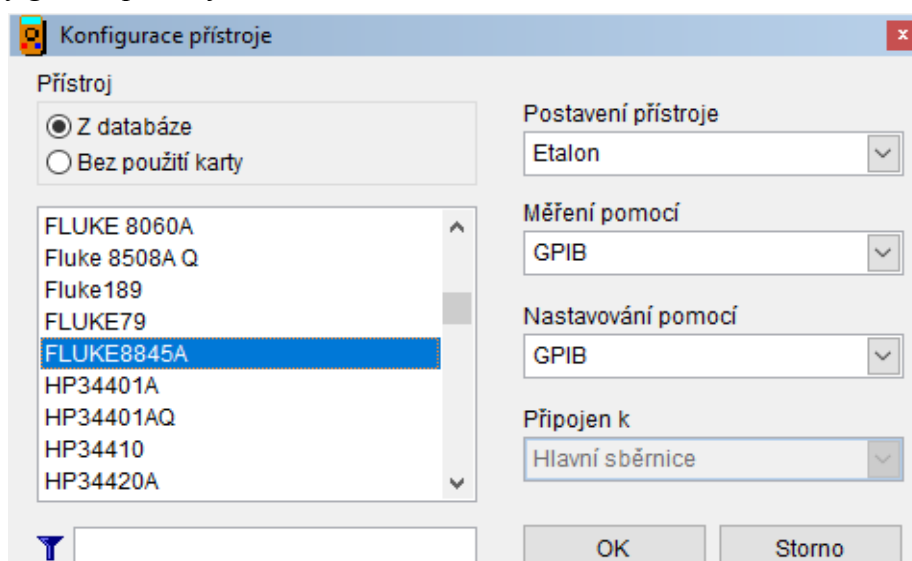 Konfigurace přístroje
Přístroj
Z databáze
Bez použití karty
FLUKE 8060A
Fluke 8508A Q
Fluke189
FLUKE79
FLUKE8845A
HP34401A
HP34401AQ
HP34410
HP34420A
Postavení přístroje
Etalon
Měření pomocí
GPIB
Nastavování pomocí
GPIB
Připojen k
Hlavní sběrnice
OK
Storno